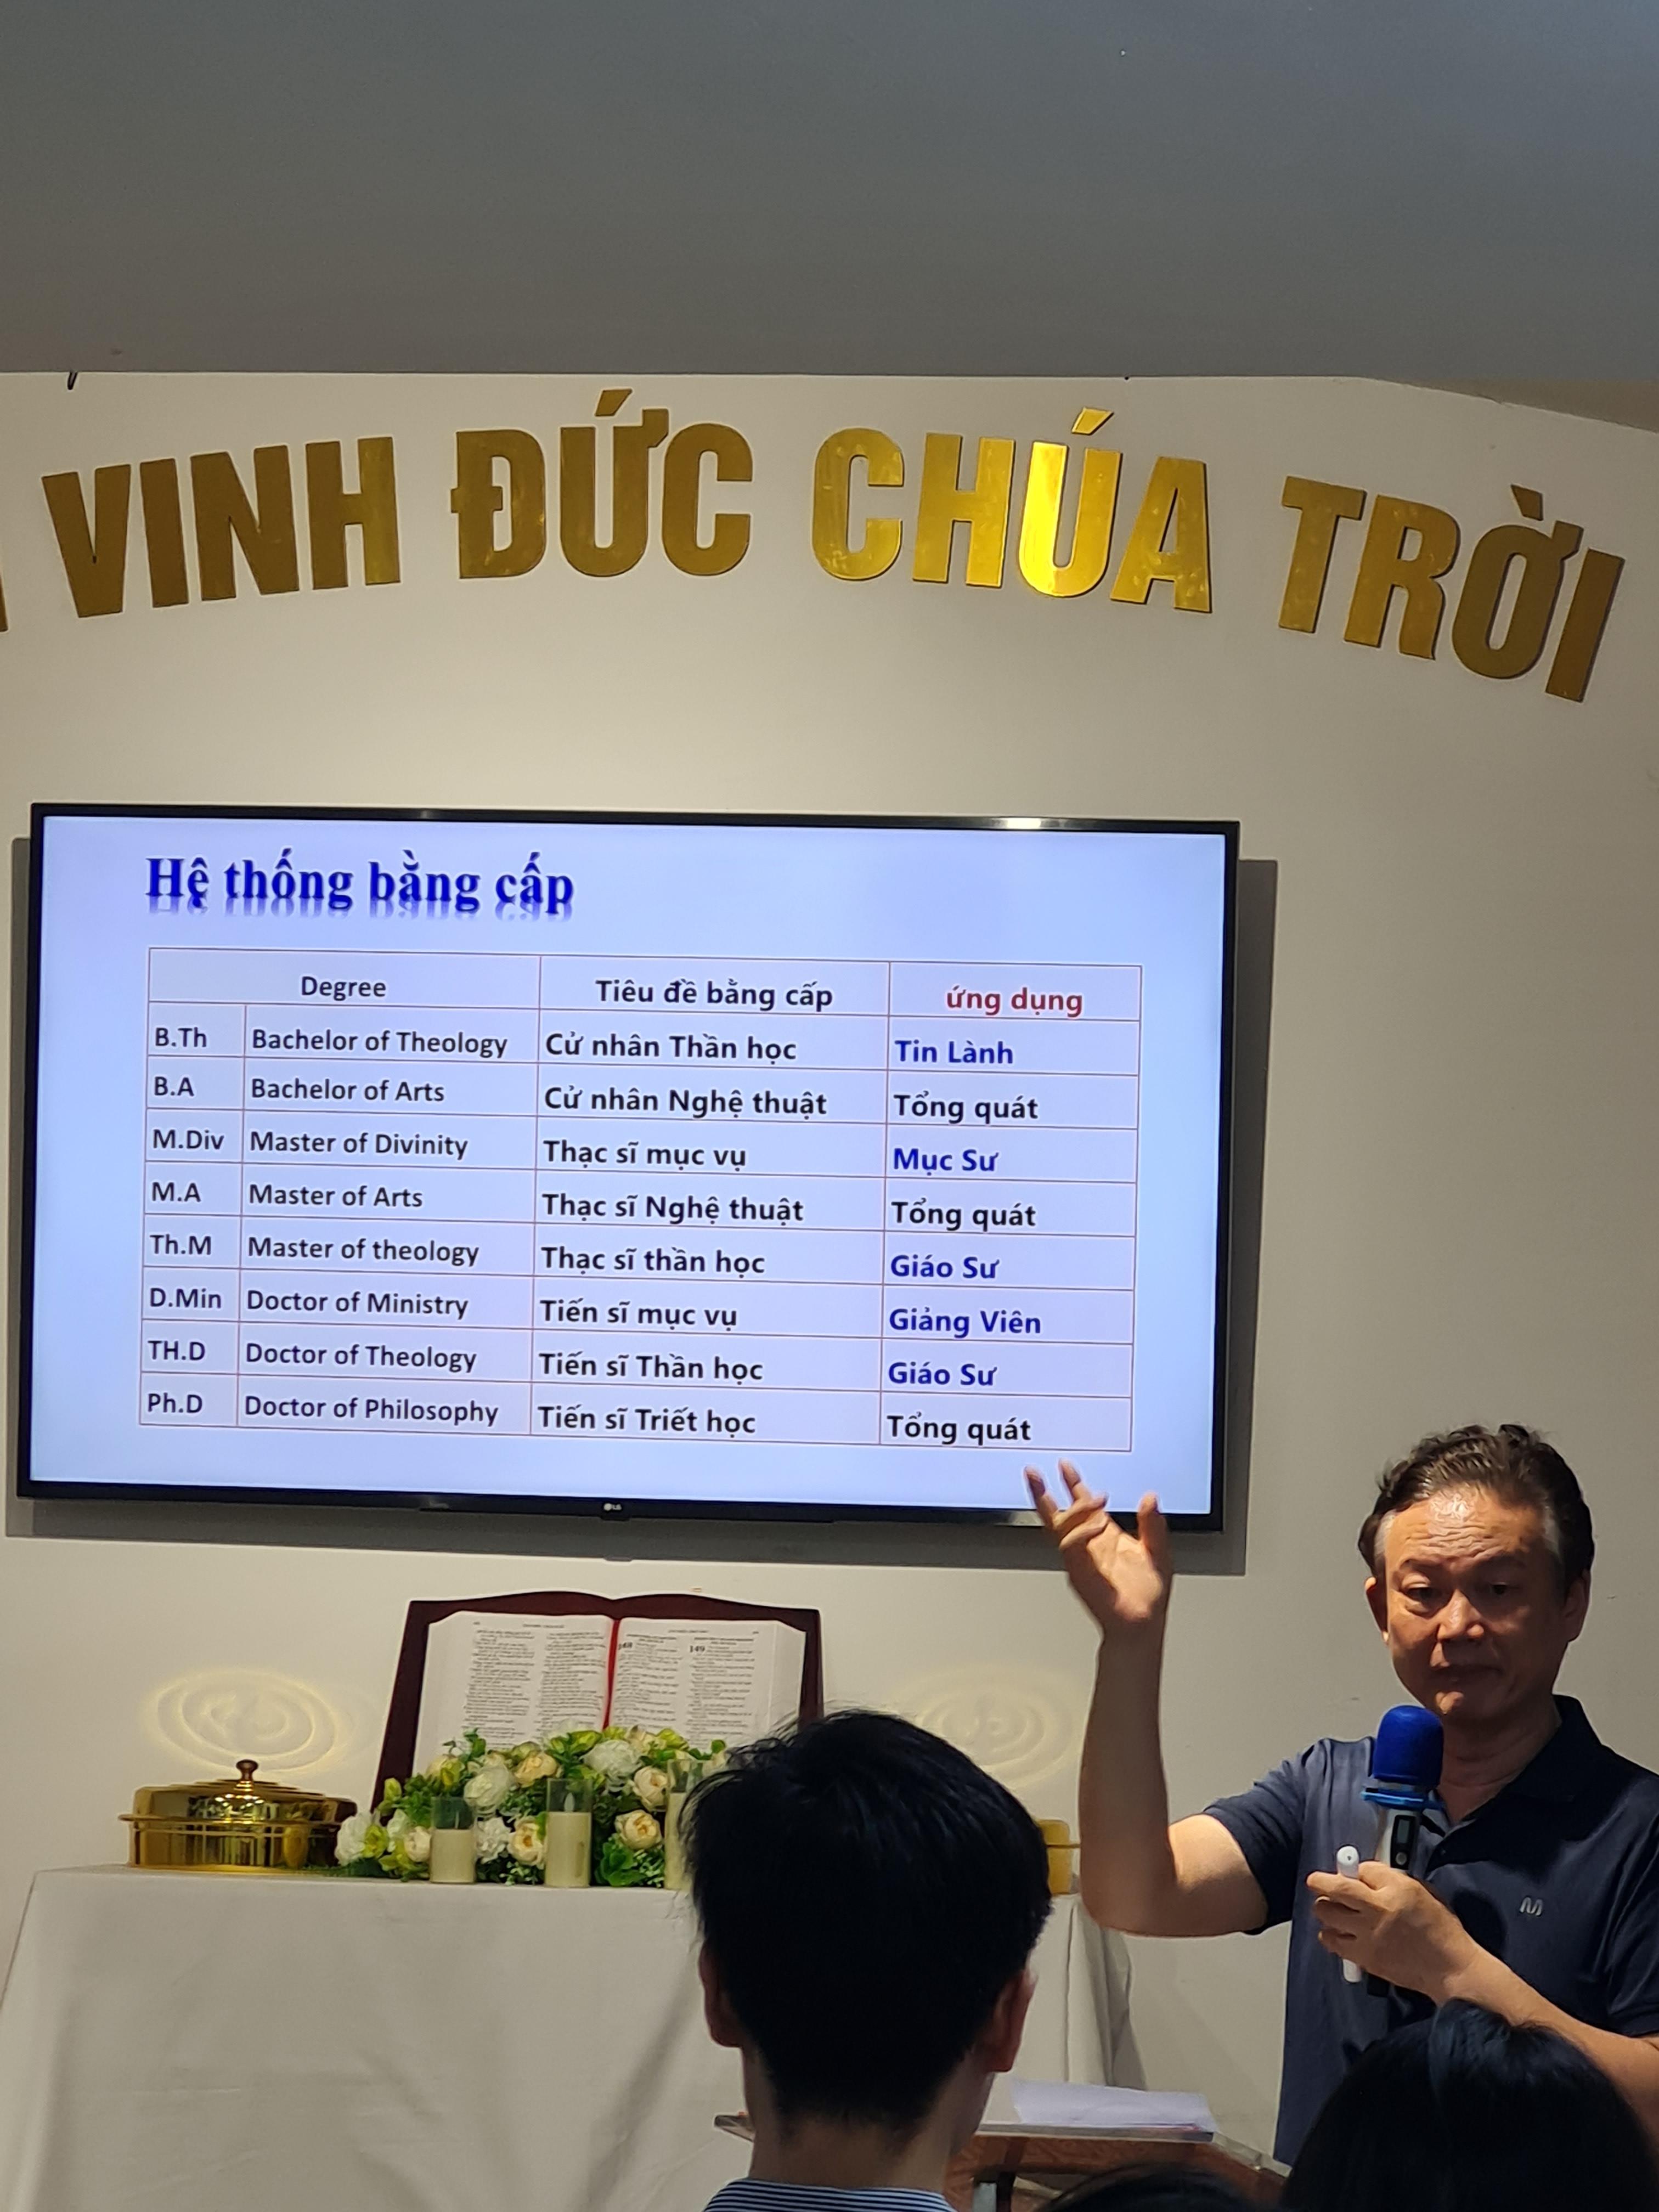 VINH ĐỨC CHÚA TRỜI
Hệ thống bằng cấp
Degree Tiêu đề bằng cấp ứng dụng
B.Th Bachelor of Theology Cử nhân Thần học Tin Lành
B.A Bachelor of Arts Cử nhân Nghệ thuật Tổng quát
M.Div Master of Divinity Thạc sĩ mục vụ Mục Sư
M.A Master of Arts Thạc sĩ Nghệ thuật Tổng quát
Th.M Master of theology Thạc sĩ thần học Giáo Sư
D.Min Doctor of Ministry Tiến sĩ mục vụ Giảng Viên
TH.D Doctor of Theology Tiến sĩ Thần học Giáo Sư
Ph.D Doctor of Philosophy Tiến sĩ Triết học Tổng quát
LG
148 149
M